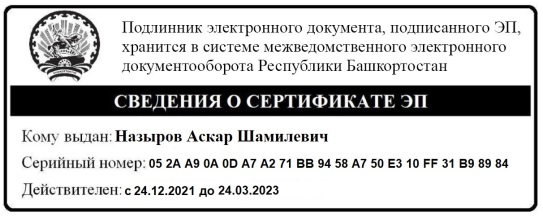 Подлинник электронного документа, подписанного ЭП,
хранится в системе межведомственного электронного
документооборота Республики Башкортостан
СВЕДЕНИЯ О СЕРТИФИКАТЕ ЭП
Кому выдан: Назыров Аскар Шамилевич
Серийный номер: 05 2A A9 0A 0D A7 A2 71 BB 94 58 A7 50 E3 10 FF 31 B9 89 84
Действителен: с 24.12.2021 до 24.03.2023